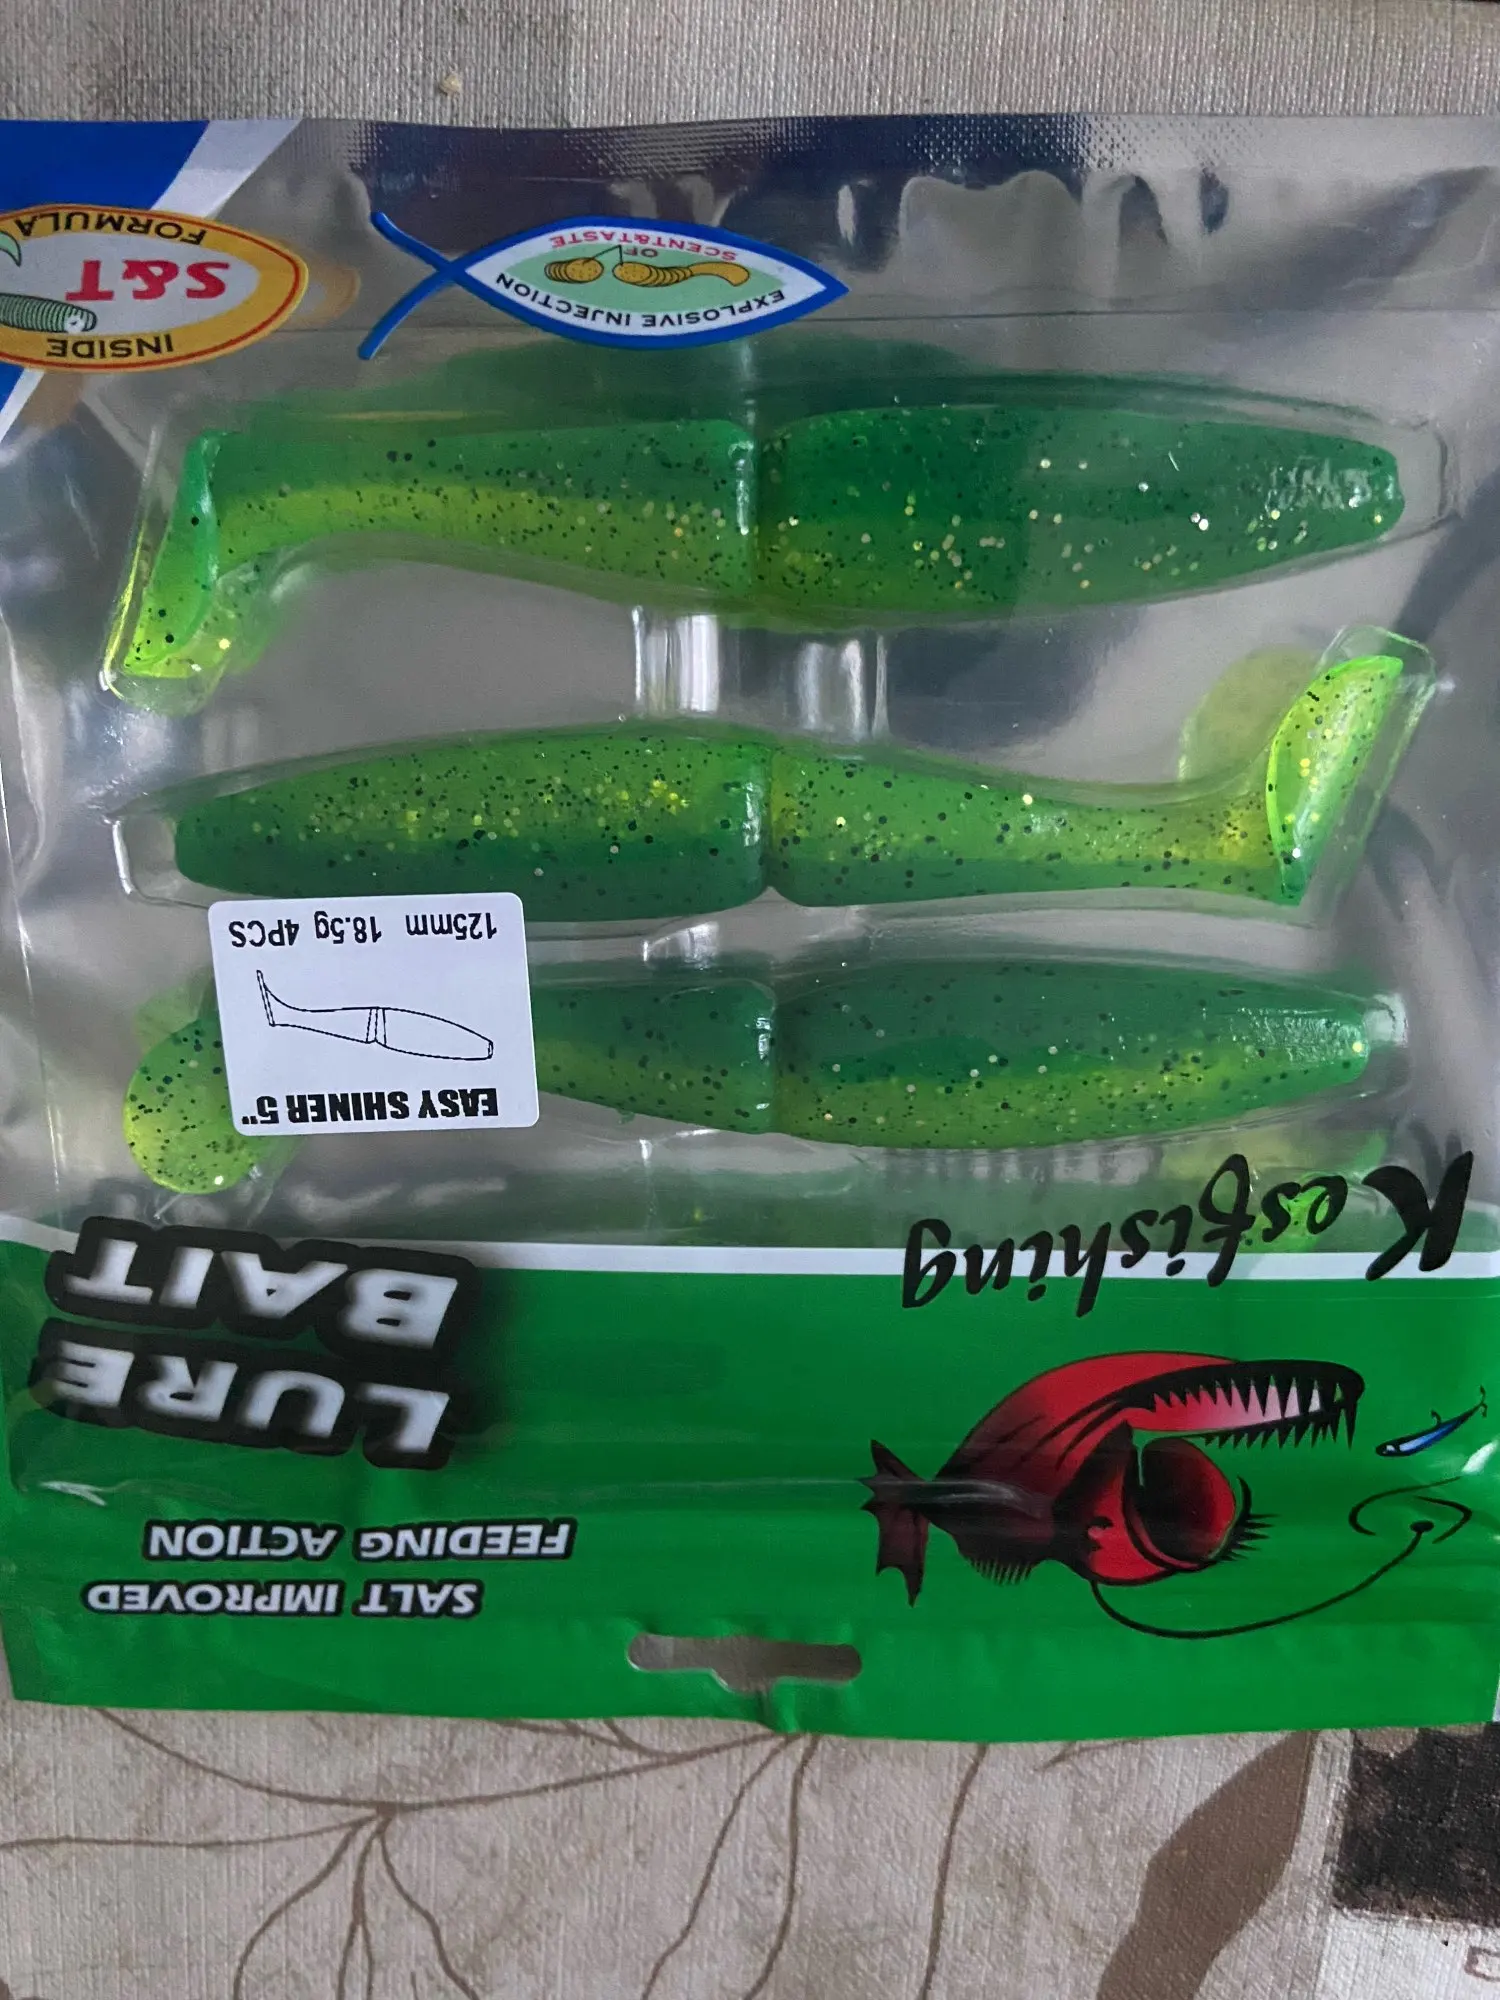 SALT IMPROVED
FEEDING ACTION
LURE
BAIT
Kesfishing
EASY SHINER 5"
125mm 18.5g 4PCS
EXPLOSIVE INJECTION
OF
SCENT&TASTE
INSIDE
S&T
FORMULA